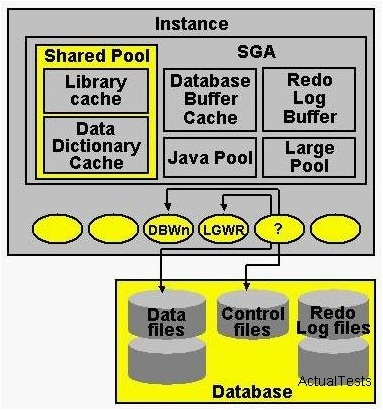 Instance
Shared Pool
SGA
Library
cache
Database
Buffer
Cache
Redo
Log
Buffer
Data
Dictionary
Cache
Java Pool
Large
Pool
DBWn
LGWR
?
Data
files
Control
files
Redo
Log files
ActualTests
Database